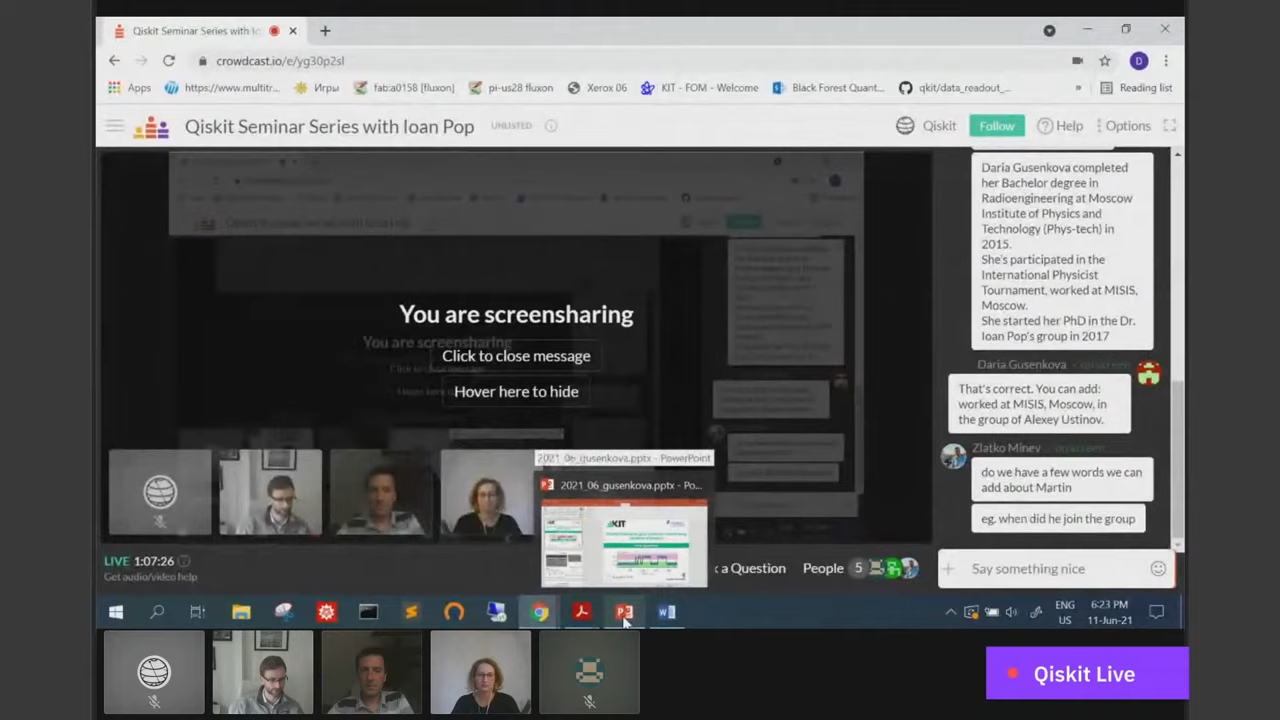 Qiskit Seminar Series with Io
crowdcast.io/e/yg30p2sl
Apps
https://www.multitr...
Игры
fab:a0158 [fluxon]
pi-us28 fluxon
Xerox 06
KIT - FOM - Welcome
Black Forest Quant...
qkit/data_readout_...
»
Reading list
Qiskit Seminar Series with Ioan Pop
UNLISTED
Qiskit
Follow
Help
Options
You are screensharing
Click to close message
Hover here to hide
You are screensharing
Daria Gusenkova completed
her Bachelor degree in
Radioengineering at Moscow
Institute of Physics and
Technology (Phys-tech) in
2015.
She's participated in the
International Physicist
Tournament, worked at MISIS,
Moscow.
She started her PhD in the Dr.
Ioan Pop's group in 2017
Daria Gusenkova
That's correct. You can add:
worked at MISIS, Moscow, in
the group of Alexey Ustinov.
Zlatko Minev
do we have a few words we can
add about Martin
eg. when did he join the group
2021_06_gusenkova.pptx - PowerPoint
2021_06_gusenkova.pptx - Po...
KIT
LIVE 1:07:26
Get audio/video help
k a Question
People 5
Say something nice
ENG
US
6:23 PM
11-Jun-21
Qiskit Live